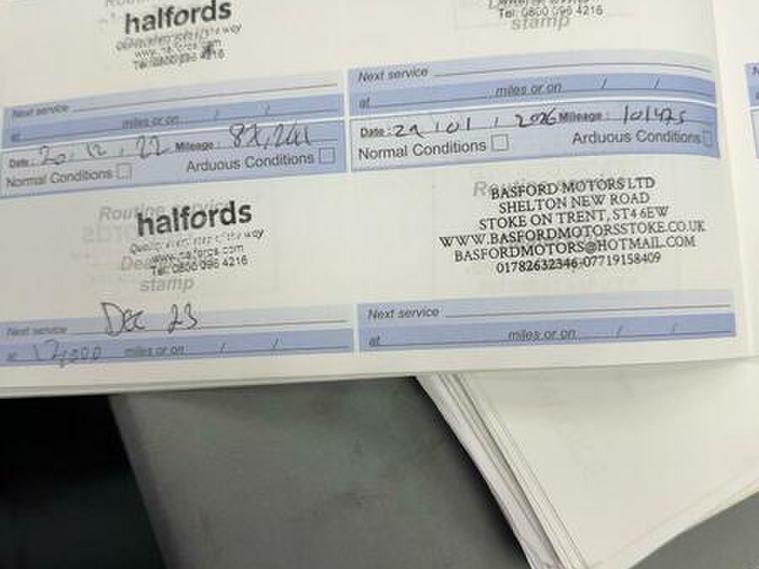 halfords
Tel: 0800 096 4216
stamp
Next service
at miles or on / /
Next service
at miles or on / /
Date: 20, 12, 22 Mileage: 82,241
Normal Conditions Arduous Conditions
Date: 29, 01, 2026 Mileage: 101475
Normal Conditions Arduous Conditions
halfords
www.halfords.com
Tel: 0800 096 4216
stamp
Next service Dec 23
at 12,000 miles or on / /
BASFORD MOTORS LTD
SHELTON NEW ROAD
STOKE ON TRENT, ST4 6EW
WWW.BASFORDMOTORSSTOKE.CO.UK
BASFORDMOTORS@HOTMAIL.COM
01782632346-07719158409
Next service
at miles or on / /